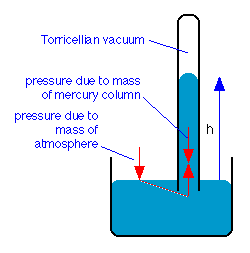 Torricellian vacuum
pressure due to mass
of mercury column
pressure due to
mass of
atmosphere
h